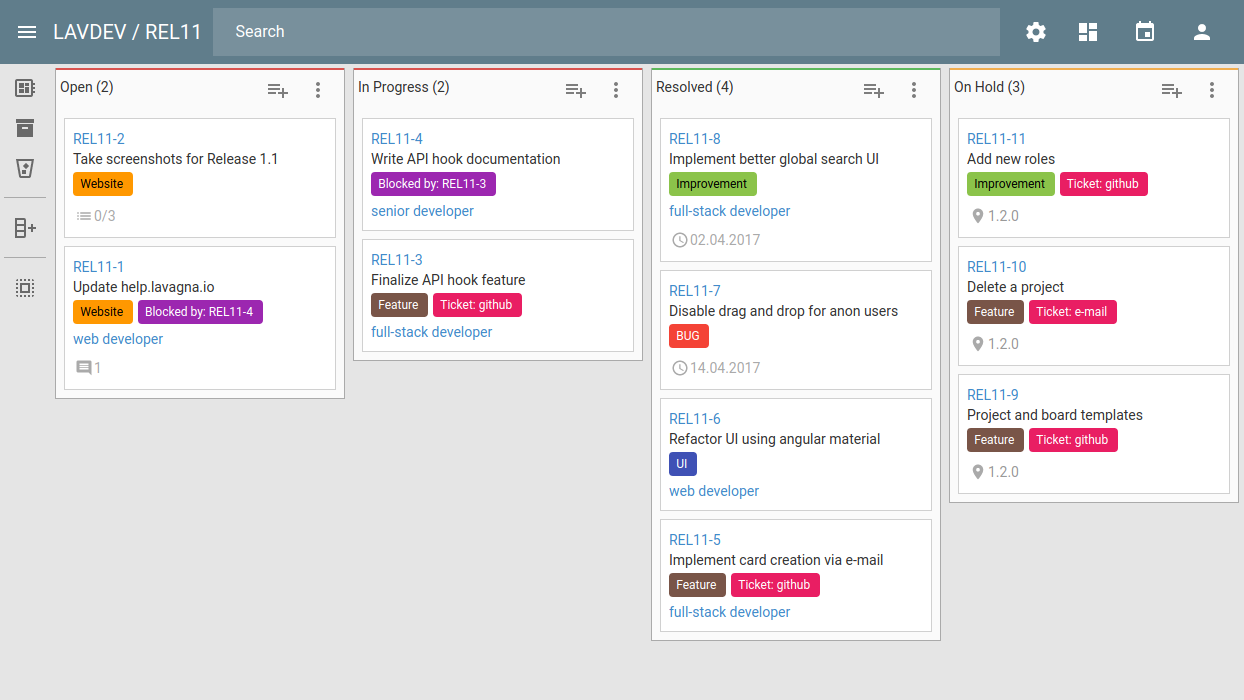 LAVDEV / REL11
Search
Open (2)
REL11-2
Take screenshots for Release 1.1
Website
0/3
REL11-1
Update help.lavagna.io
Website Blocked by: REL11-4
web developer
1
In Progress (2)
REL11-4
Write API hook documentation
Blocked by: REL11-3
senior developer
REL11-3
Finalize API hook feature
Feature Ticket: github
full-stack developer
Resolved (4)
REL11-8
Implement better global search UI
Improvement
full-stack developer
02.04.2017
REL11-7
Disable drag and drop for anon users
BUG
14.04.2017
REL11-6
Refactor UI using angular material
UI
web developer
REL11-5
Implement card creation via e-mail
Feature Ticket: github
full-stack developer
On Hold (3)
REL11-11
Add new roles
Improvement Ticket: github
1.2.0
REL11-10
Delete a project
Feature Ticket: e-mail
1.2.0
REL11-9
Project and board templates
Feature Ticket: github
1.2.0